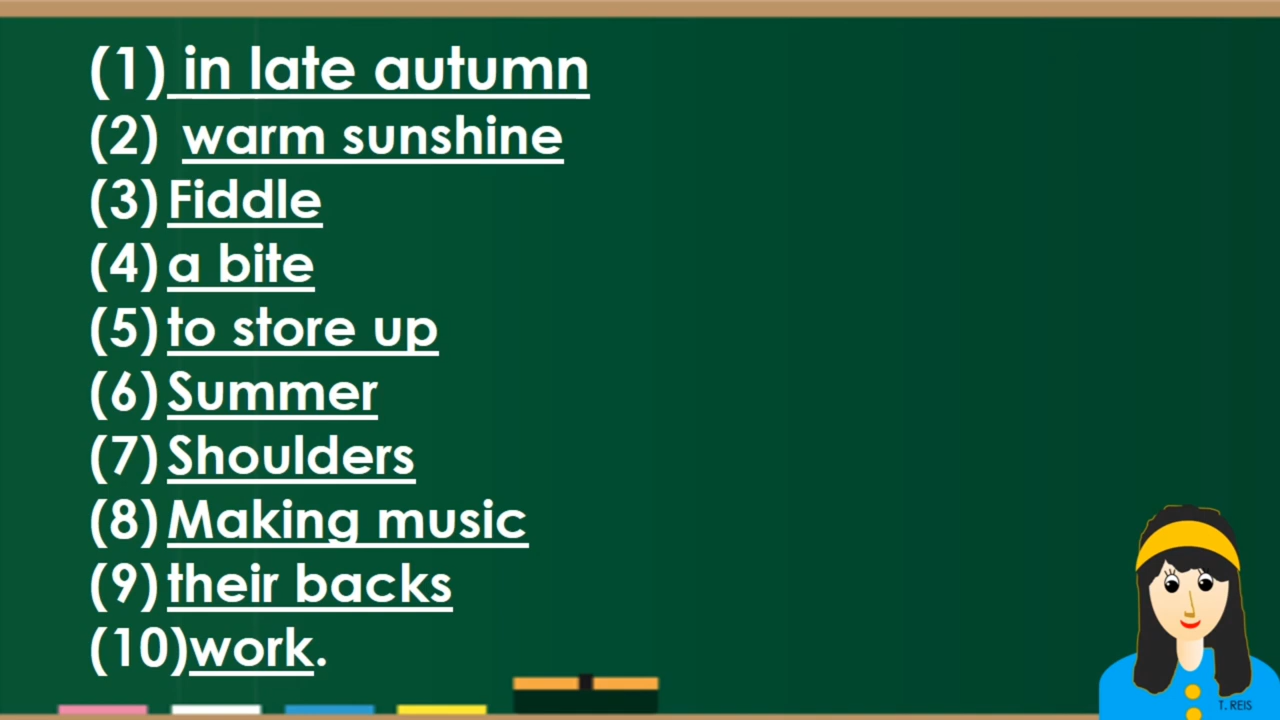 (1) in late autumn
(2) warm sunshine
(3) Fiddle
(4) a bite
(5) to store up
(6) Summer
(7) Shoulders
(8) Making music
(9) their backs
(10)work.
T. REIS